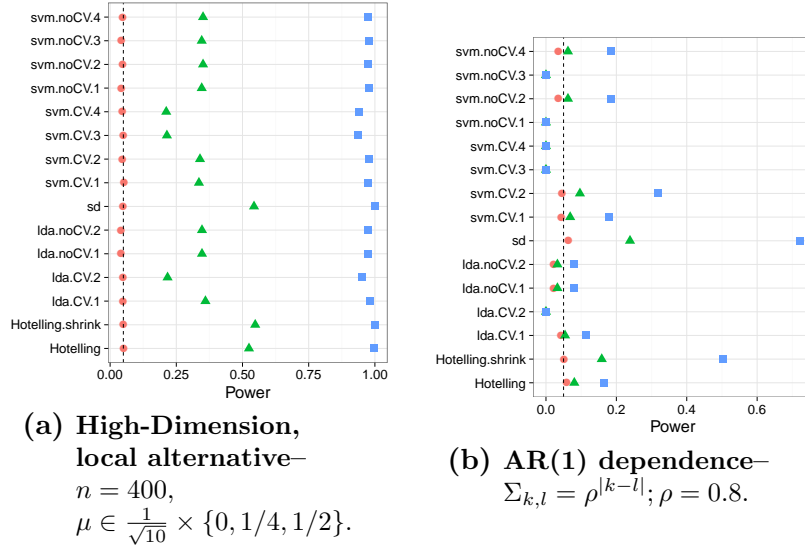 svm.noCV.4
svm.noCV.3
svm.noCV.2
svm.noCV.1
svm.CV.4
svm.CV.3
svm.CV.2
svm.CV.1
sd
lda.noCV.2
lda.noCV.1
lda.CV.2
lda.CV.1
Hotelling.shrink
Hotelling
0.00 0.25 0.50 0.75 1.00
Power
(a) High-Dimension,
local alternative–
n = 400,
μ ∈ 1/√10 × {0, 1/4, 1/2}.
svm.noCV.4
svm.noCV.3
svm.noCV.2
svm.noCV.1
svm.CV.4
svm.CV.3
svm.CV.2
svm.CV.1
sd
lda.noCV.2
lda.noCV.1
lda.CV.2
lda.CV.1
Hotelling.shrink
Hotelling
0.0 0.2 0.4 0.6
Power
(b) AR(1) dependence–
Σ_{k,l} = ρ^{|k−l|}; ρ = 0.8.